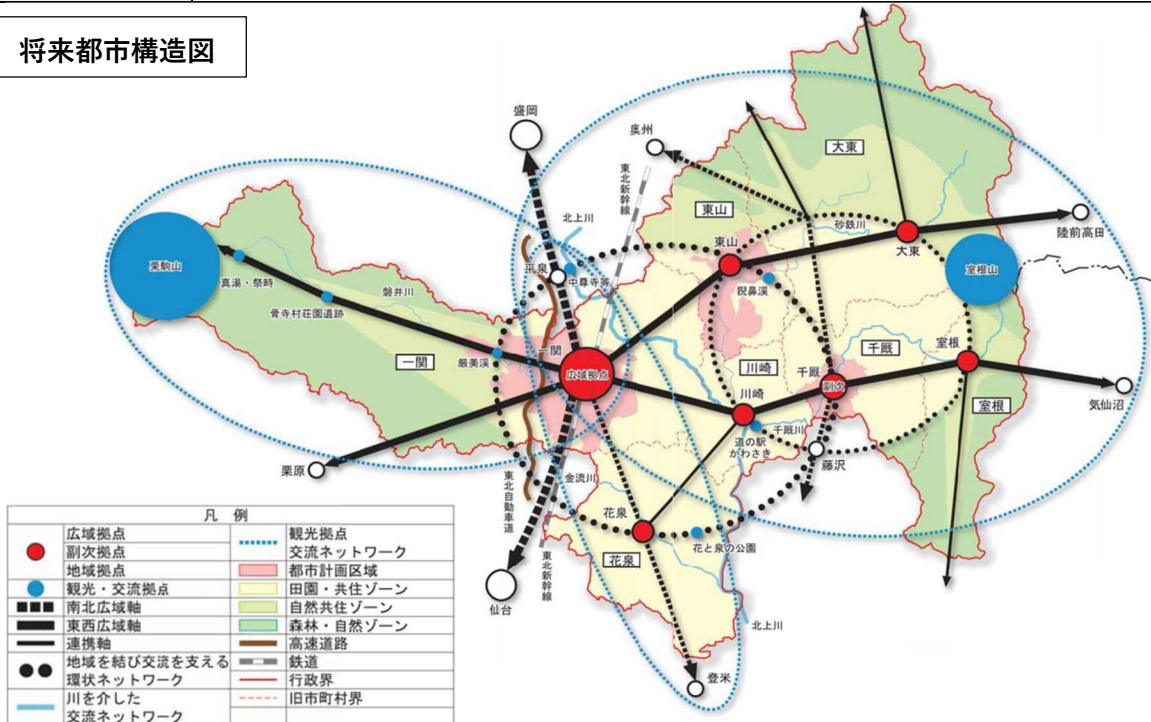 将来都市構造図
盛岡
奥州
東北新幹線
北上川
大東
東山
東山
砂鉄川
大東
陸前高田
栗駒山
真湯・祭畤
骨寺村荘園遺跡
磐井川
平泉
中尊寺等
猊鼻渓
室根山
一関
厳美渓
一関
広域拠点
川崎
川崎
千厩
副次
千厩
室根
室根
気仙沼
千厩川
道の駅
かわさき
藤沢
栗原
東北自動車道
金流川
花泉
花と泉の公園
花泉
仙台
東北新幹線
北上川
登米
凡 例
広域拠点
副次拠点
地域拠点
観光・交流拠点
南北広域軸
東西広域軸
連携軸
地域を結び交流を支える
環状ネットワーク
川を介した
交流ネットワーク
観光拠点
交流ネットワーク
都市計画区域
田園・共住ゾーン
自然共住ゾーン
森林・自然ゾーン
高速道路
鉄道
行政界
旧市町村界